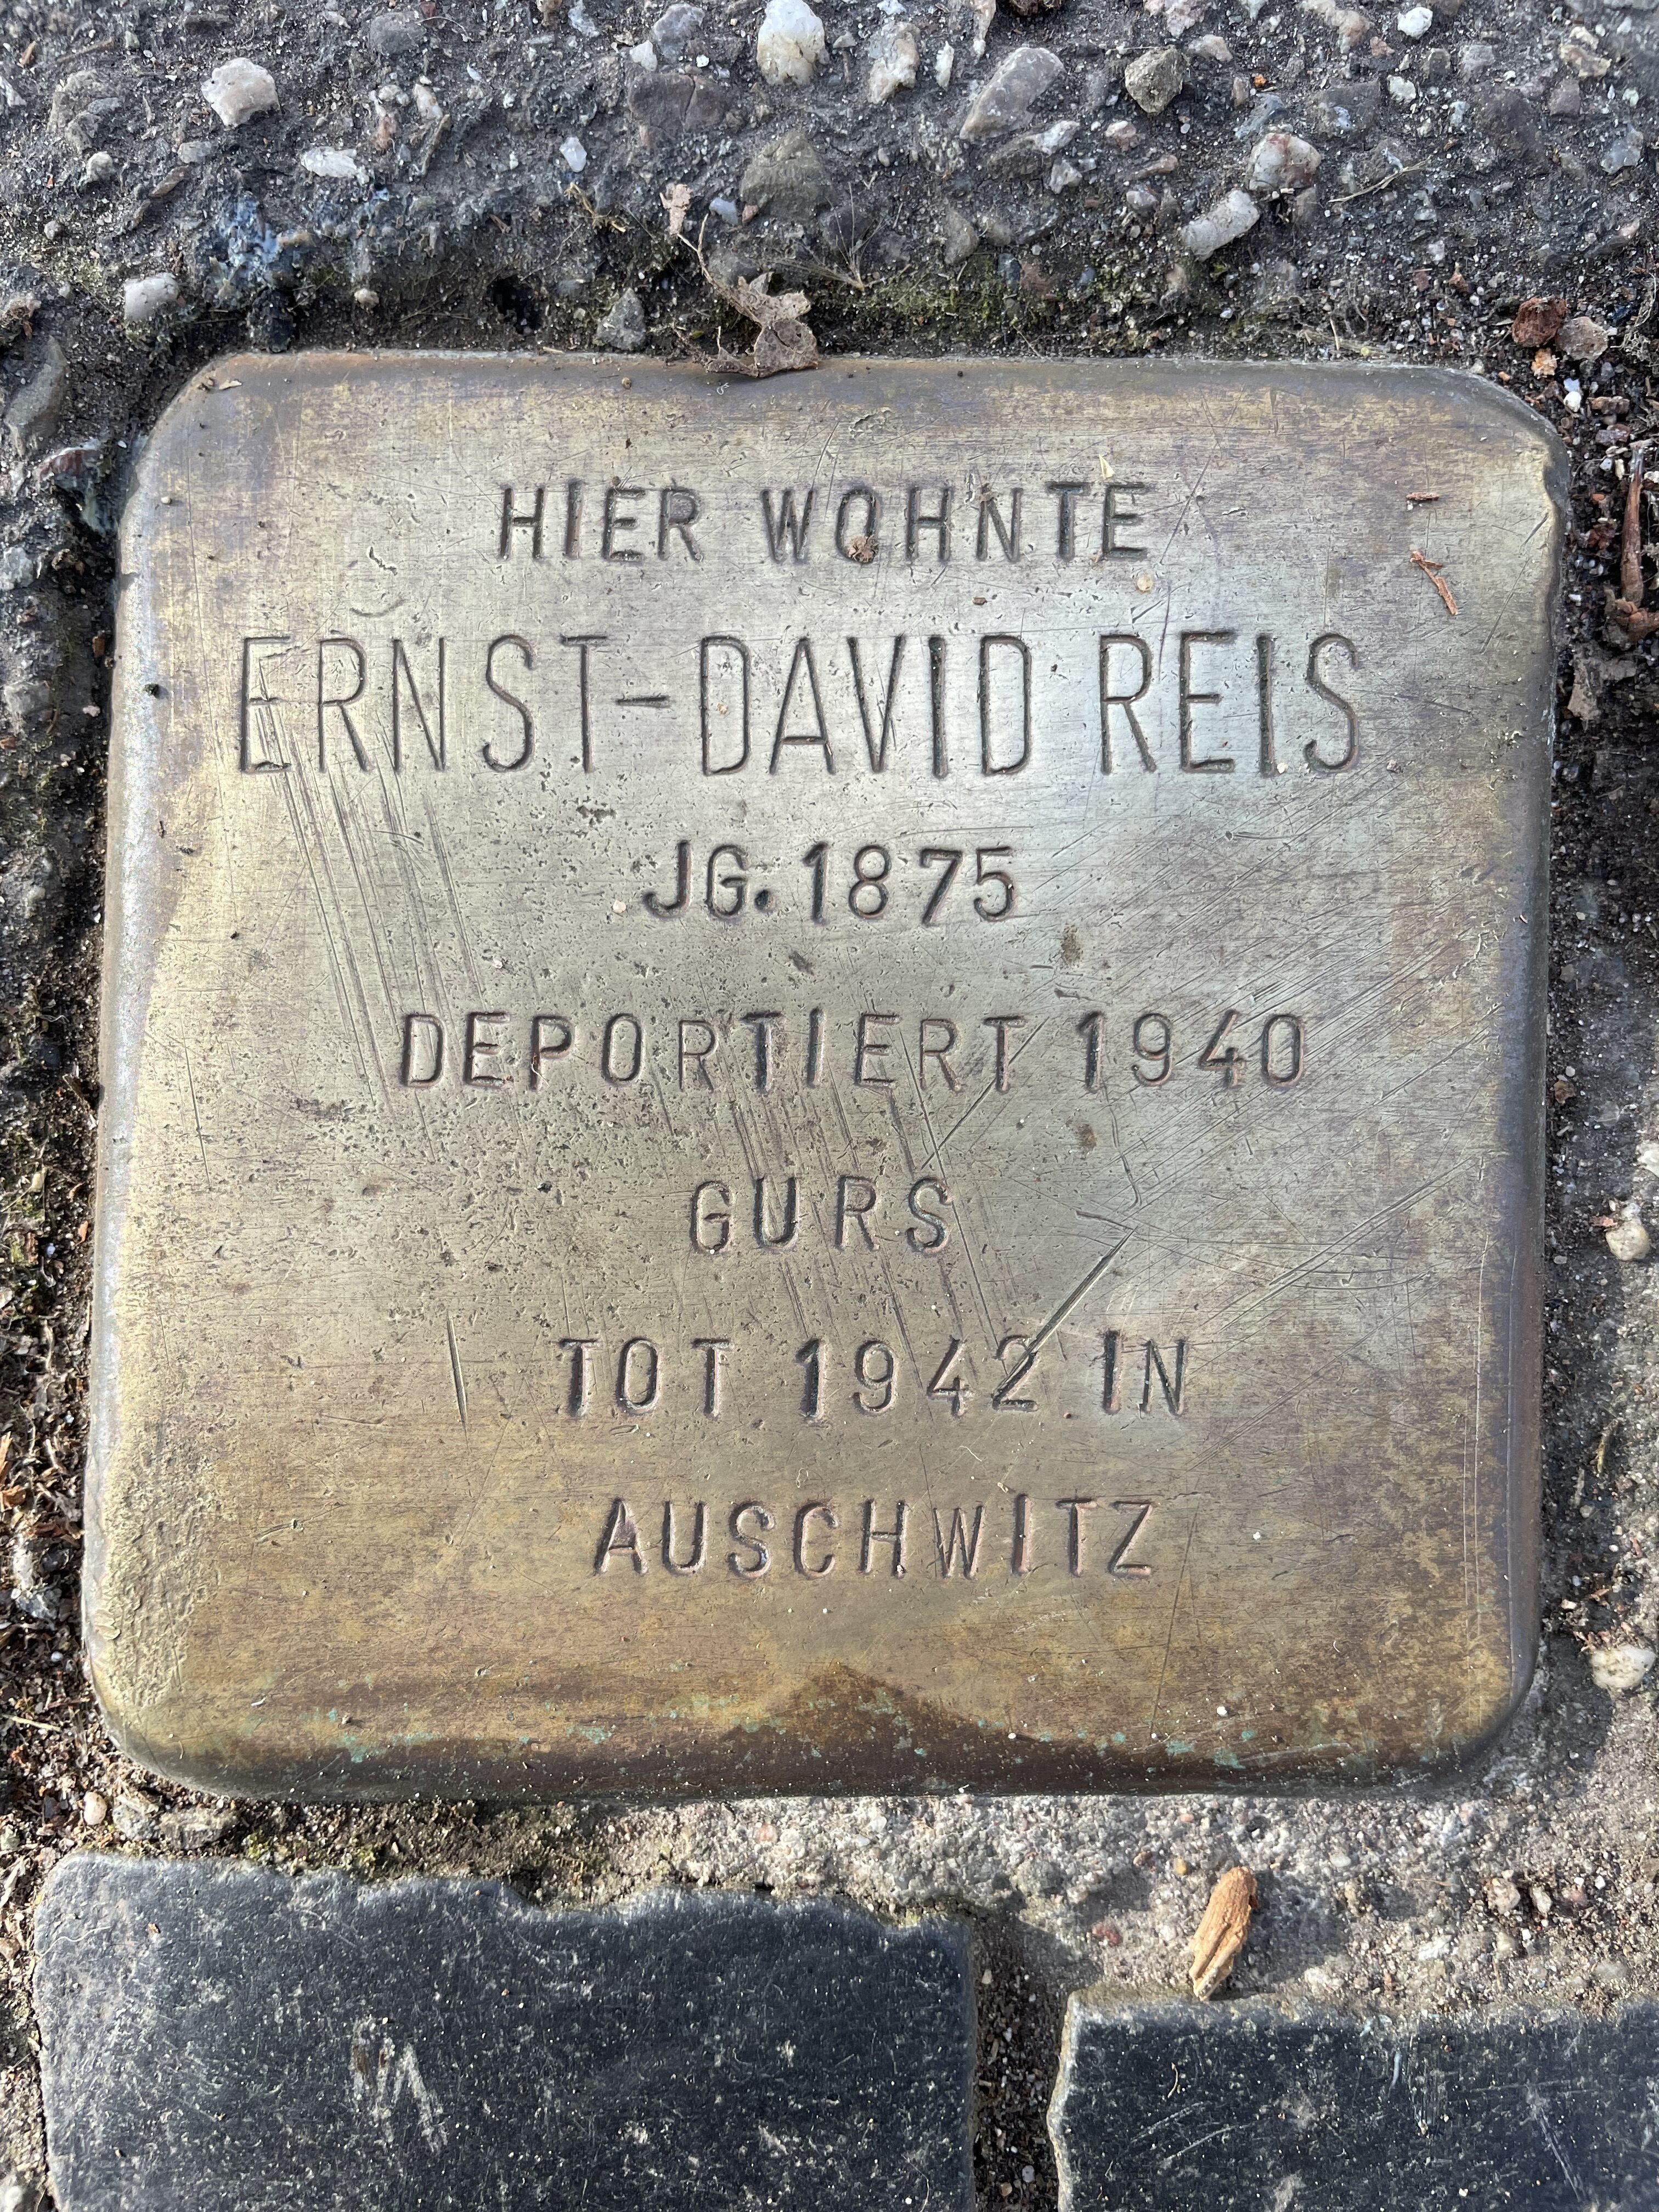 HIER WOHNTE
ERNST-DAVID REIS
JG. 1875
DEPORTIERT 1940
GURS
TOT 1942 IN
AUSCHWITZ